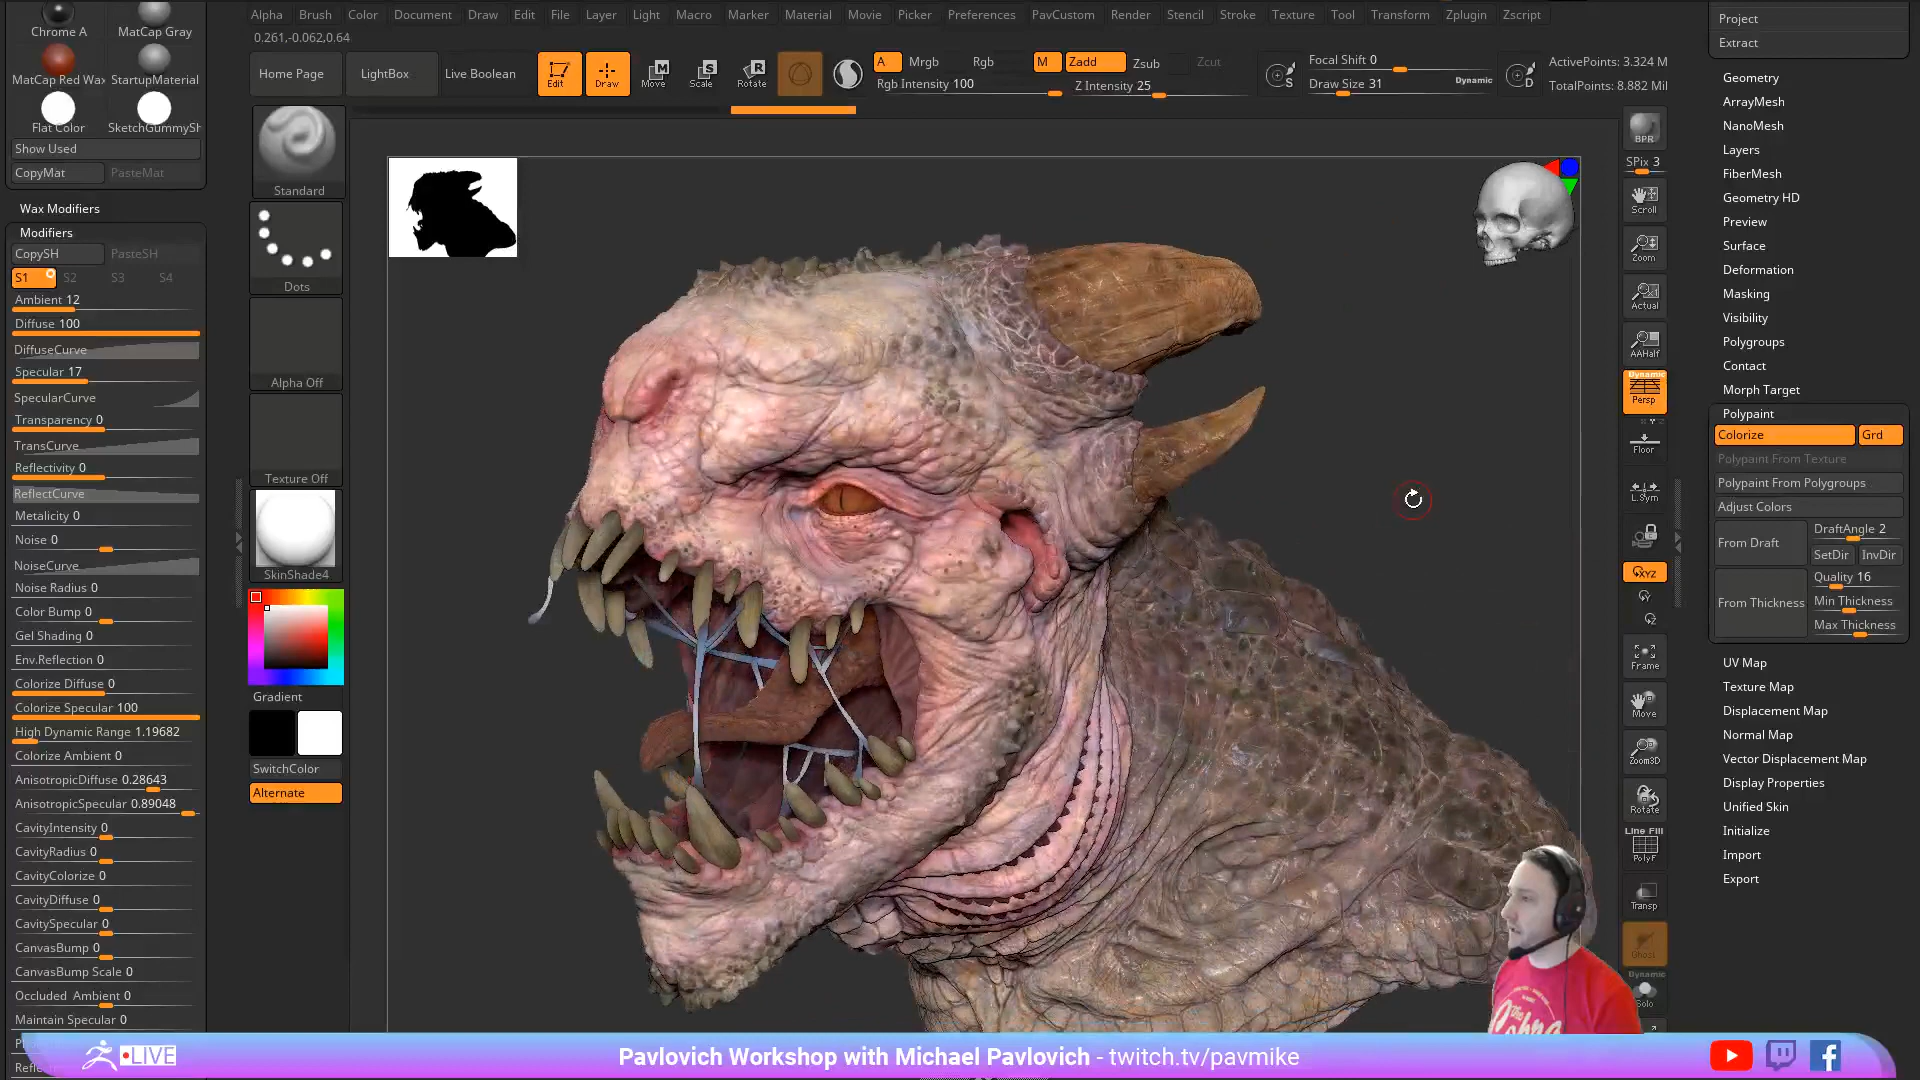 Alpha Brush Color Document Draw Edit File Layer Light Macro Marker Material Movie Picker Preferences PavCustom Render Stencil Stroke Texture Tool Transform Zplugin Zscript
0.261,-0.062,0.64
Home Page LightBox Live Boolean Edit Draw Move Scale Rotate
A Mrgb Rgb M Zadd Zsub Zcut
Rgb Intensity 100 Z Intensity 25
Focal Shift 0
Draw Size 31 Dynamic
S D
ActivePoints: 3.324 M
TotalPoints: 8.882 Mil
Chrome A MatCap Gray
MatCap Red Wax StartupMaterial
Flat Color SketchGummySh
Show Used
CopyMat PasteMat
Wax Modifiers
Modifiers
CopySH PasteSH
S1 S2 S3 S4
Ambient 12
Diffuse 100
DiffuseCurve
Specular 17
SpecularCurve
Transparency 0
TransCurve
Reflectivity 0
ReflectCurve
Metalicity 0
Noise 0
NoiseCurve
Noise Radius 0
Color Bump 0
Gel Shading 0
Env.Reflection 0
Colorize Diffuse 0
Colorize Specular 100
High Dynamic Range 1.19682
Colorize Ambient 0
AnisotropicDiffuse 0.28643
AnisotropicSpecular 0.89048
CavityIntensity 0
CavityRadius 0
CavityColorize 0
CavityDiffuse 0
CavitySpecular 0
CanvasBump 0
CanvasBump Scale 0
Occluded Ambient 0
Maintain Specular 0
Standard
Dots
Alpha Off
Texture Off
SkinShade4
Gradient
SwitchColor
Alternate
BPR
SPix 3
Scroll
Zoom
Actual
AAHalf
Dynamic
Persp
Floor
L.Sym
XYZ
Frame
Move
Zoom3D
Rotate
Line Fill
PolyF
Transp
Ghost
Dynamic
Solo
Project
Extract
Geometry
ArrayMesh
NanoMesh
Layers
FiberMesh
Geometry HD
Preview
Surface
Deformation
Masking
Visibility
Polygroups
Contact
Morph Target
Polypaint
Colorize Grd
Polypaint From Texture
Polypaint From Polygroups
Adjust Colors
From Draft DraftAngle 2
SetDir InvDir
From Thickness Quality 16
Min Thickness
Max Thickness
UV Map
Texture Map
Displacement Map
Normal Map
Vector Displacement Map
Display Properties
Unified Skin
Initialize
Import
Export
LIVE
Pavlovich Workshop with Michael Pavlovich - twitch.tv/pavmike